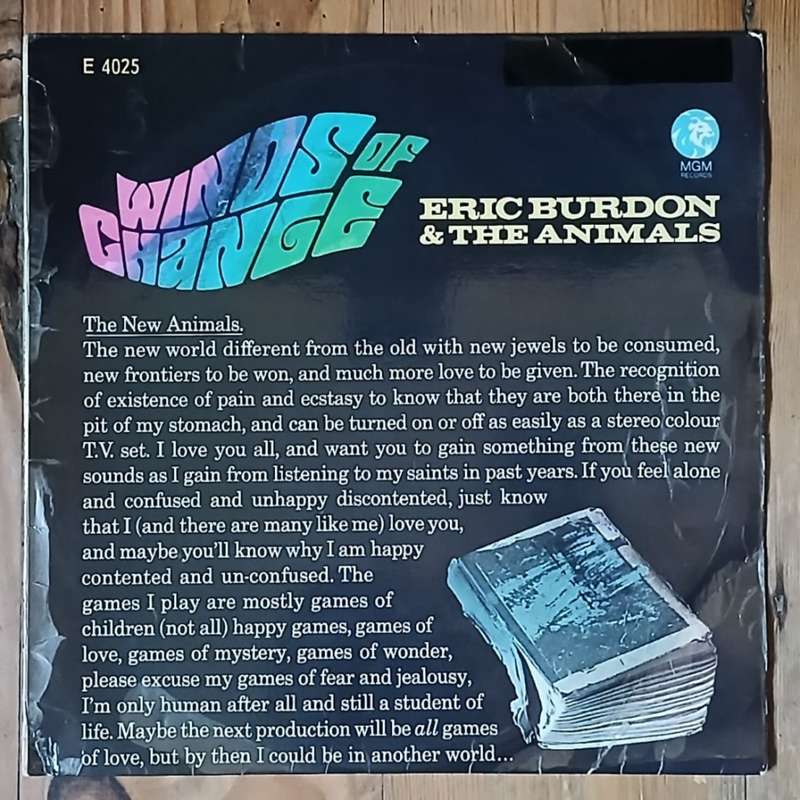 E 4025
WINDS OF
CHANGE
MGM
RECORDS
ERIC BURDON
& THE ANIMALS
The New Animals.
The new world different from the old with new jewels to be consumed,
new frontiers to be won, and much more love to be given. The recognition
of existence of pain and ecstasy to know that they are both there in the
pit of my stomach, and can be turned on or off as easily as a stereo colour
T.V. set. I love you all, and want you to gain something from these new
sounds as I gain from listening to my saints in past years. If you feel alone
and confused and unhappy discontented, just know
that I (and there are many like me) love you,
and maybe you'll know why I am happy
contented and un-confused. The
games I play are mostly games of
children (not all) happy games, games of
love, games of mystery, games of wonder,
please excuse my games of fear and jealousy,
I'm only human after all and still a student of
life. Maybe the next production will be all games
of love, but by then I could be in another world...